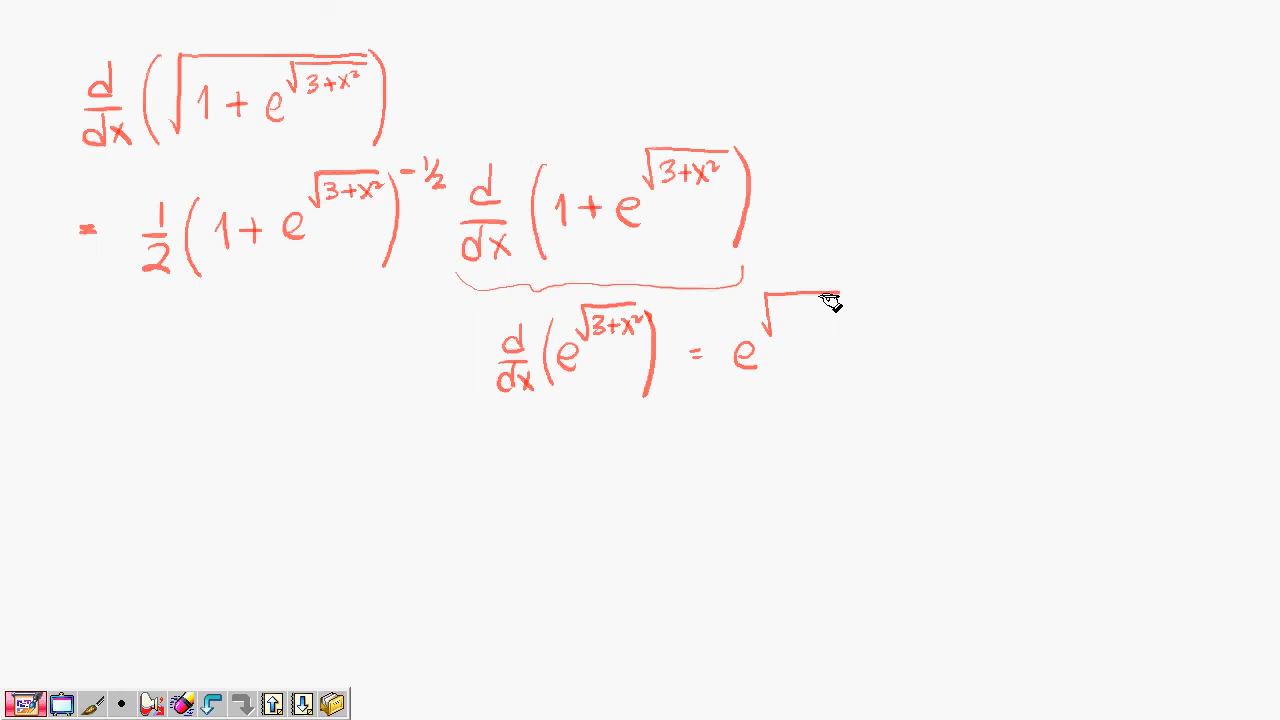 d/dx (√(1 + e^√(3+x²)))
= 1/2 (1 + e^√(3+x²))^(-1/2) d/dx (1 + e^√(3+x²))
d/dx (e^√(3+x²)) = e^√